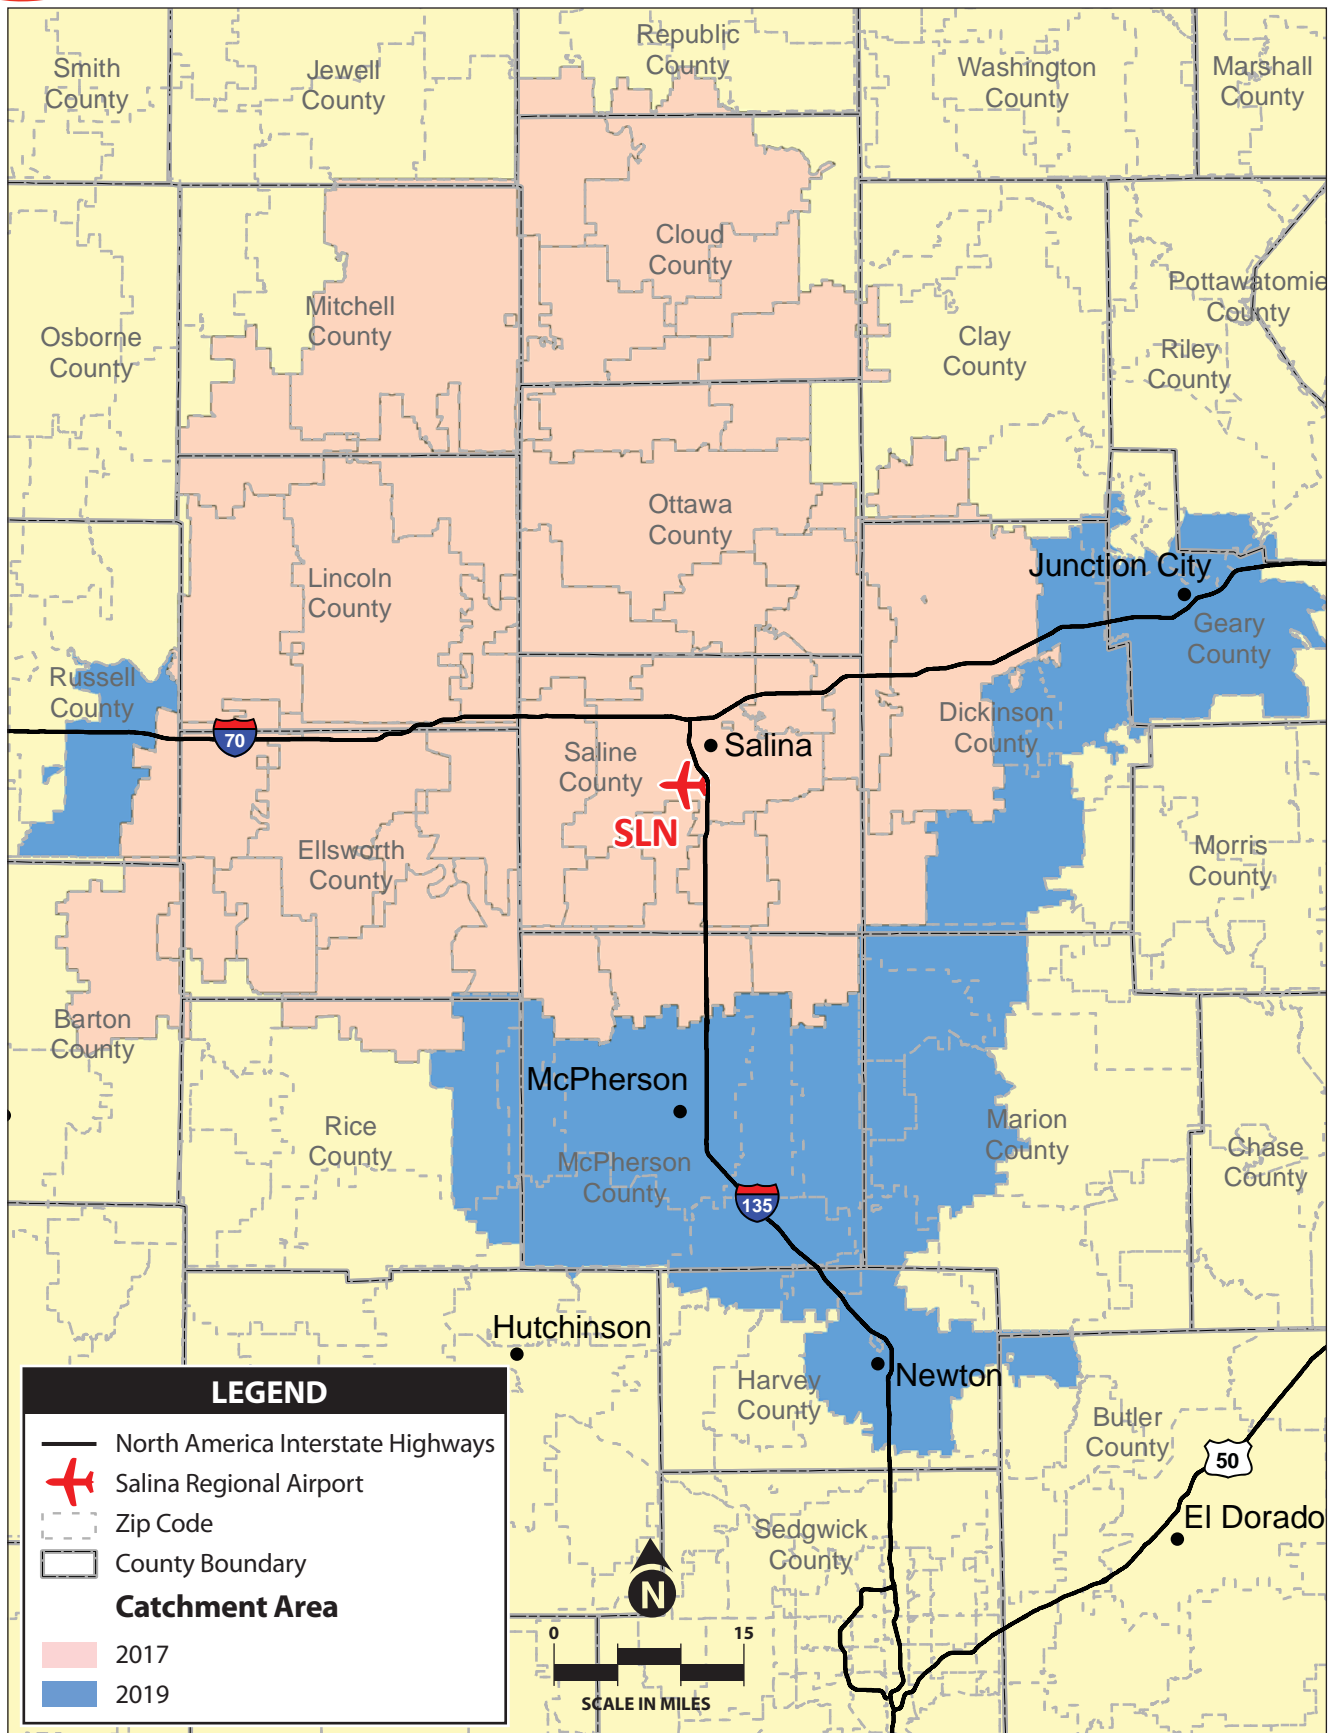 Republic
County
Smith
County
Jewell
County
Washington
County
Marshall
County
Cloud
County
Mitchell
County
Pottawatomie
County
Osborne
County
Clay
County
Riley
County
Ottawa
County
Junction City
Lincoln
County
Geary
County
Russell
County
Dickinson
County
70
Saline
County
Salina
SLN
Ellsworth
County
Morris
County
Barton
County
McPherson
Rice
County
Marion
County
McPherson
County
Chase
County
135
Hutchinson
Newton
Harvey
County
Butler
County
50
El Dorado
Sedgwick
County
LEGEND
North America Interstate Highways
Salina Regional Airport
Zip Code
County Boundary
Catchment Area
2017
2019
N
0 15
SCALE IN MILES